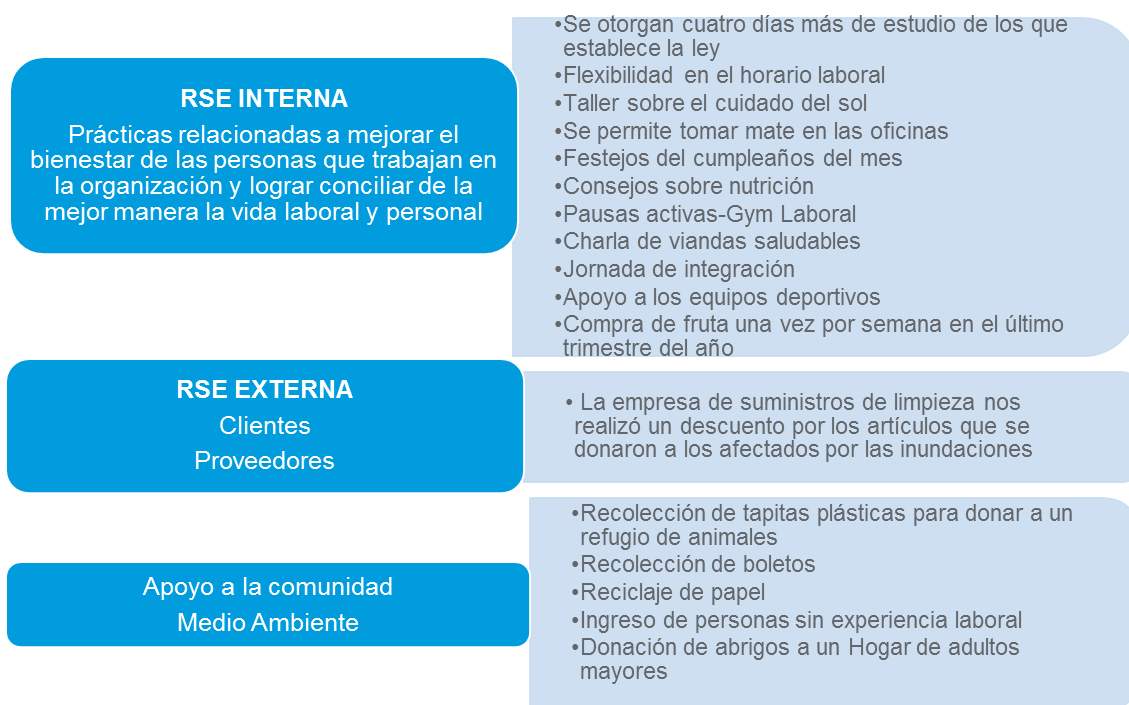 RSE INTERNA
Prácticas relacionadas a mejorar el
bienestar de las personas que trabajan en
la organización y lograr conciliar de la
mejor manera la vida laboral y personal
•Se otorgan cuatro días más de estudio de los que
establece la ley
•Flexibilidad en el horario laboral
•Taller sobre el cuidado del sol
•Se permite tomar mate en las oficinas
•Festejos del cumpleaños del mes
•Consejos sobre nutrición
•Pausas activas-Gym Laboral
•Charla de viandas saludables
•Jornada de integración
•Apoyo a los equipos deportivos
•Compra de fruta una vez por semana en el último
trimestre del año
RSE EXTERNA
Clientes
Proveedores
• La empresa de suministros de limpieza nos
realizó un descuento por los artículos que se
donaron a los afectados por las inundaciones
Apoyo a la comunidad
Medio Ambiente
•Recolección de tapitas plásticas para donar a un
refugio de animales
•Recolección de boletos
•Reciclaje de papel
•Ingreso de personas sin experiencia laboral
•Donación de abrigos a un Hogar de adultos
mayores